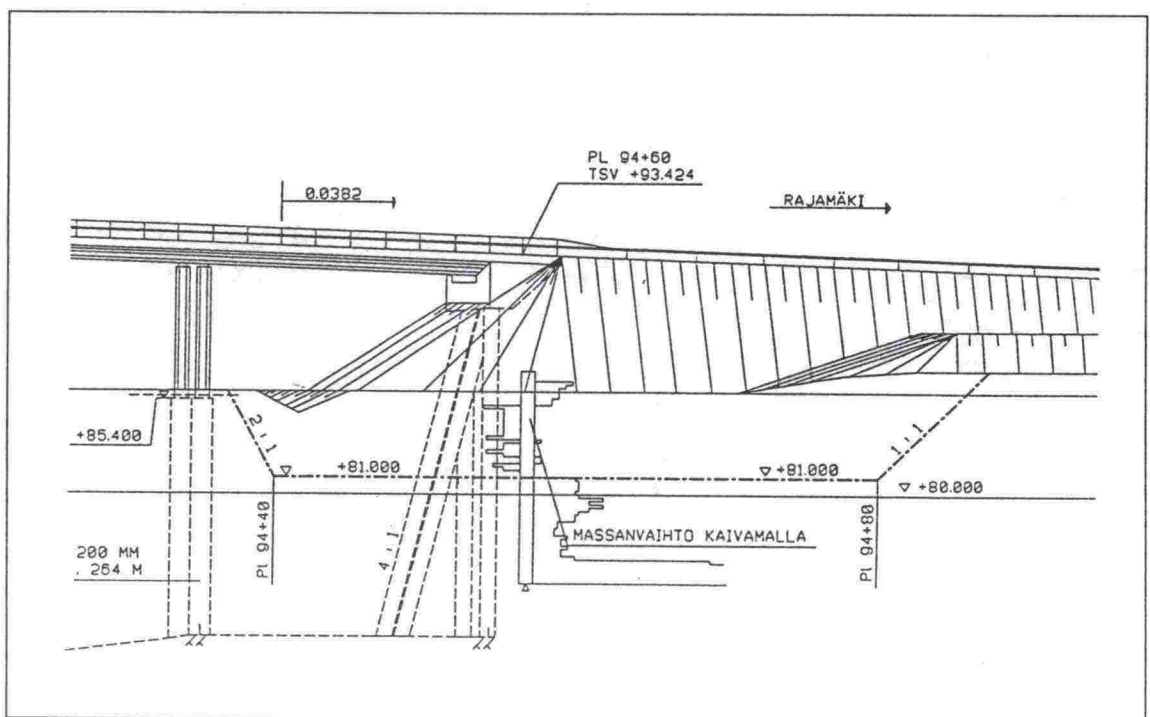 PL 94+60
TSV +93.424
0.0382
RAJAMÄKI
+85.400
2:1
+81.000
+81.000
1:1
+80.000
Pl 94+40
4:1
MASSANVAIHTO KAIVAMALLA
Pl 94+80
200 MM
. 264 M